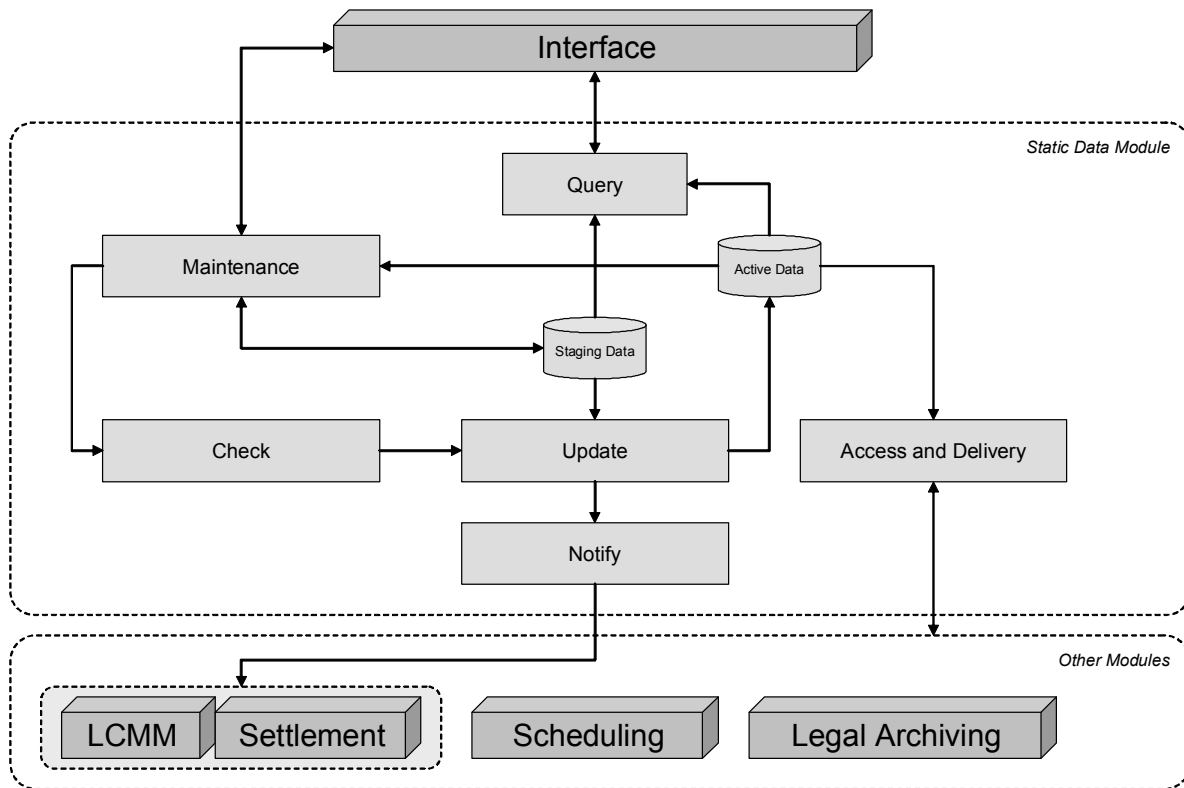 Interface
Static Data Module
Query
Maintenance
Active Data
Staging Data
Check
Update
Access and Delivery
Notify
Other Modules
LCMM
Settlement
Scheduling
Legal Archiving